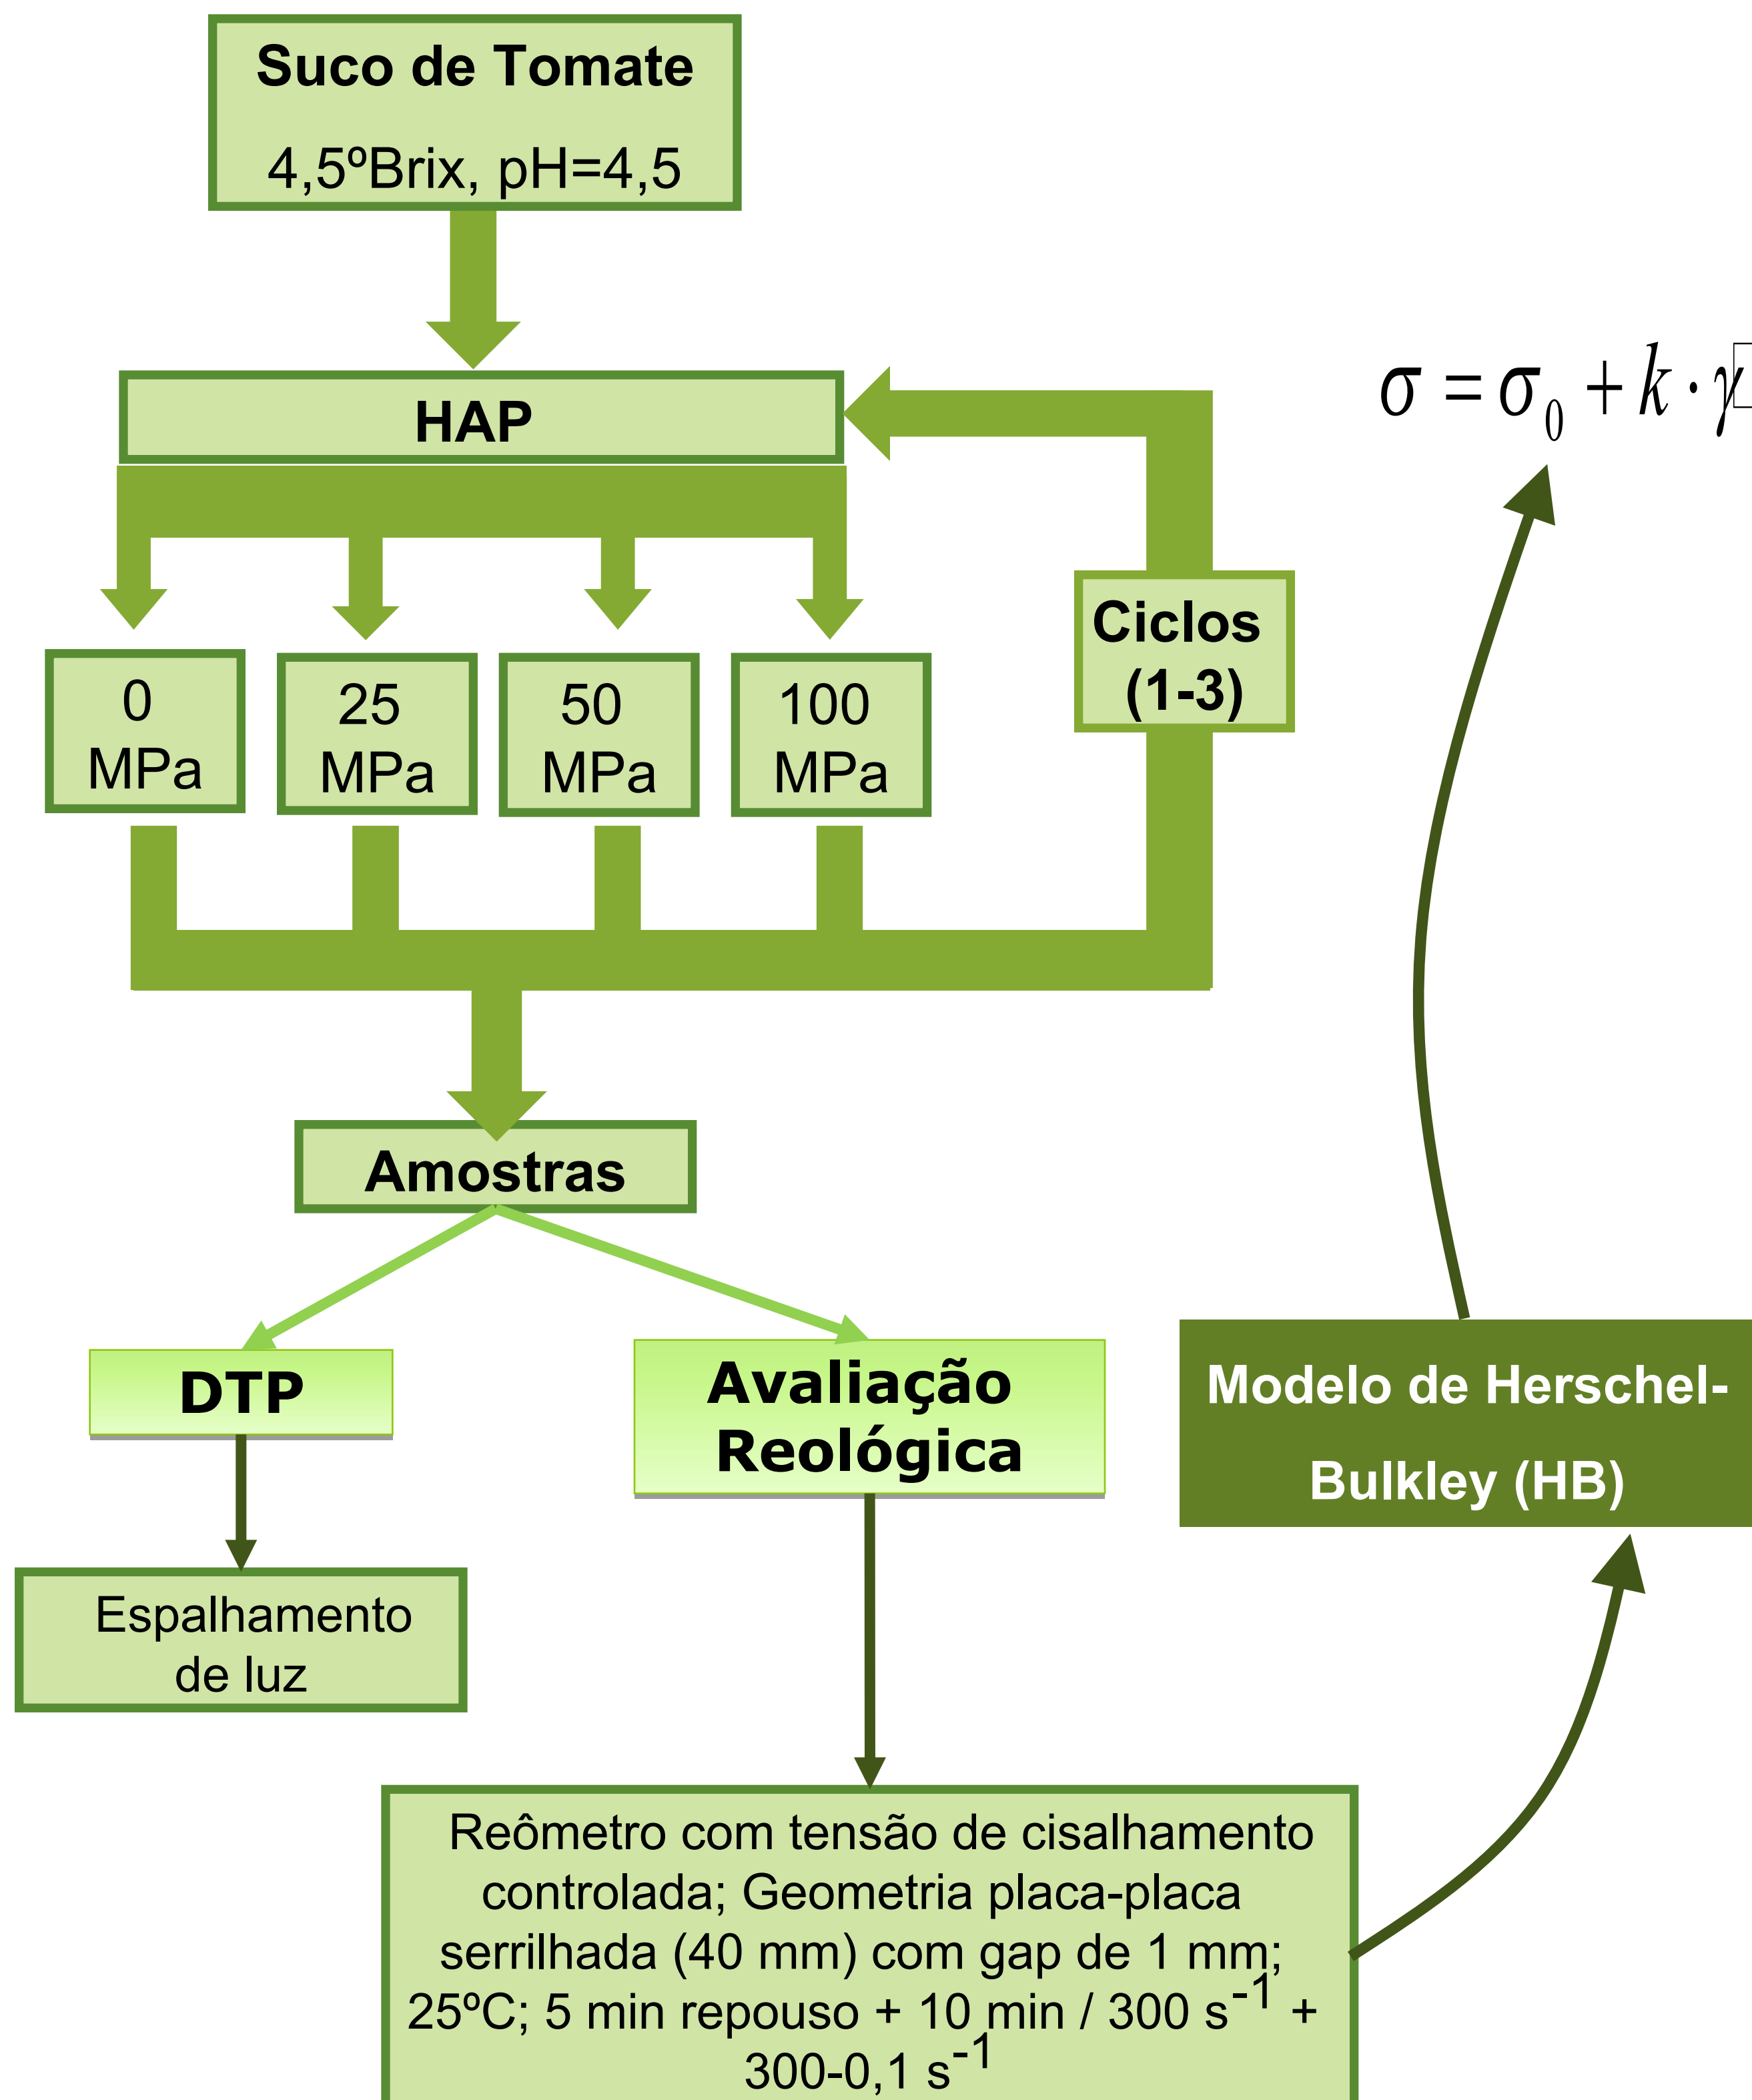 Suco de Tomate
4,5ºBrix, pH=4,5
σ = σ₀ + k · γ
HAP
0
MPa
25
MPa
50
MPa
100
MPa
Ciclos
(1-3)
Amostras
DTP
Avaliação
Reológica
Modelo de Herschel-
Bulkley (HB)
Espalhamento
de luz
Reômetro com tensão de cisalhamento
controlada; Geometria placa-placa
serrilhada (40 mm) com gap de 1 mm;
25ºC; 5 min repouso + 10 min / 300 s⁻¹ +
300-0,1 s⁻¹